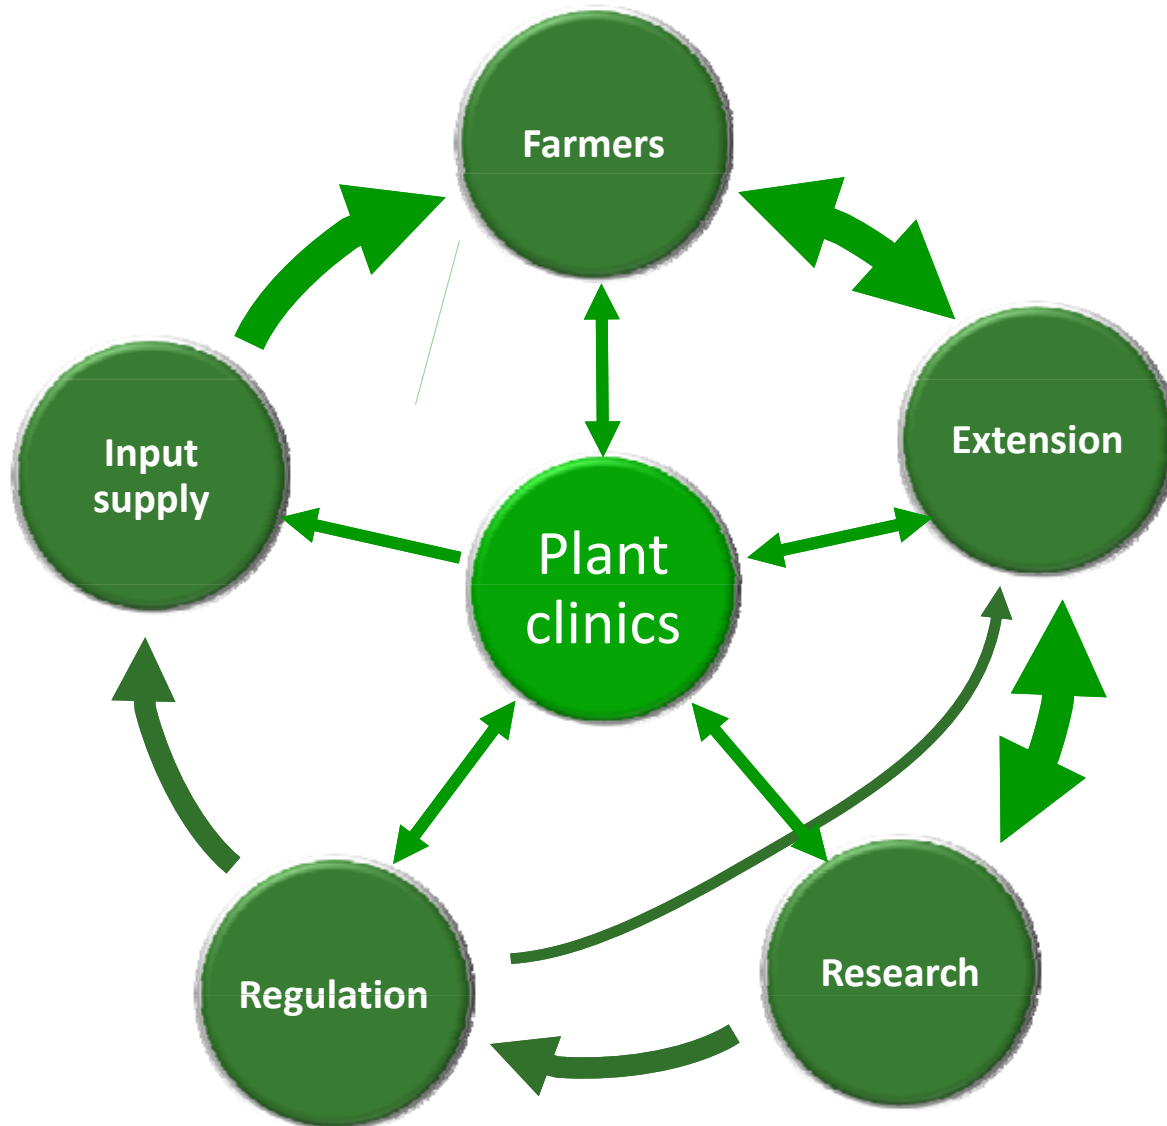 Farmers
Extension
Input
supply
Plant
clinics
Research
Regulation